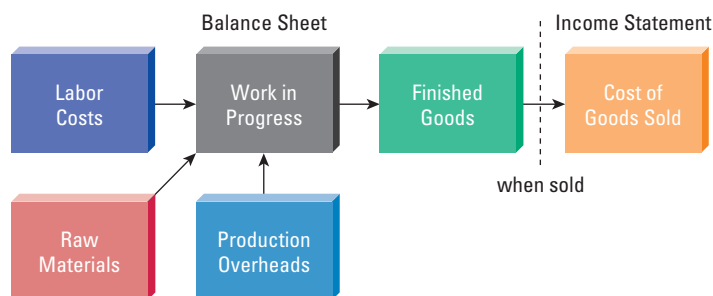 Balance Sheet
Income Statement
Labor
Costs
Work in
Progress
Finished
Goods
Cost of
Goods Sold
when sold
Raw
Materials
Production
Overheads